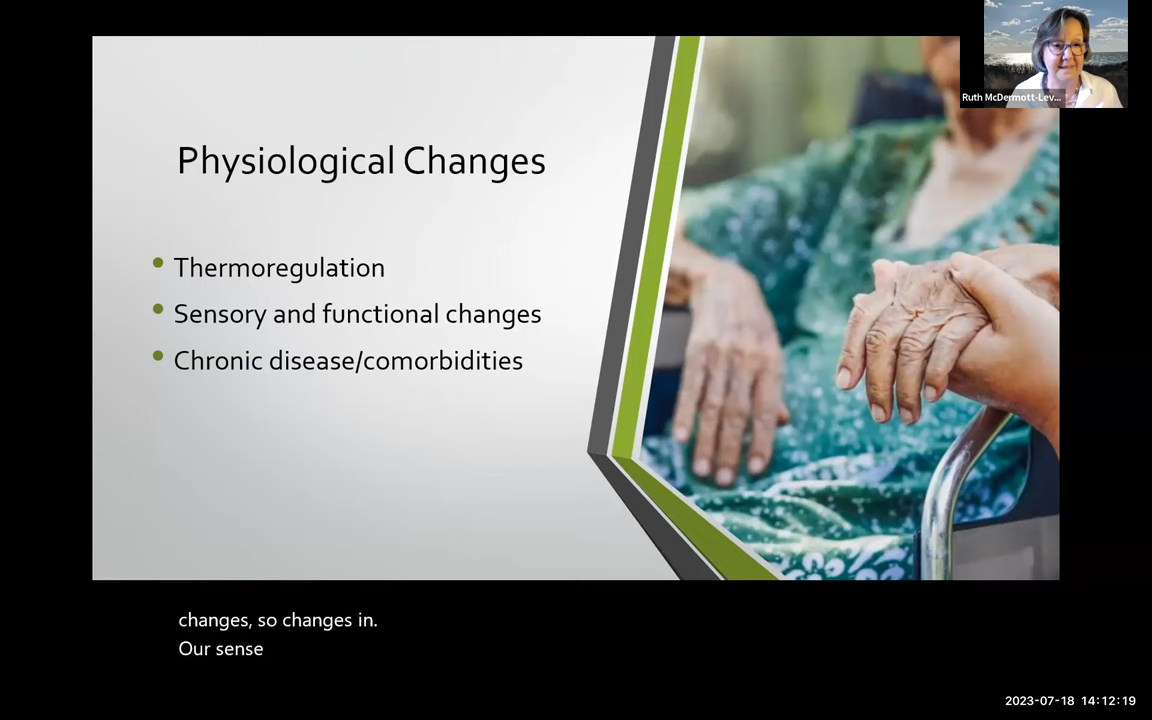 Ruth McDermott-Lev...
Physiological Changes
• Thermoregulation
• Sensory and functional changes
• Chronic disease/comorbidities
changes, so changes in.
Our sense
2023-07-18 14:12:19